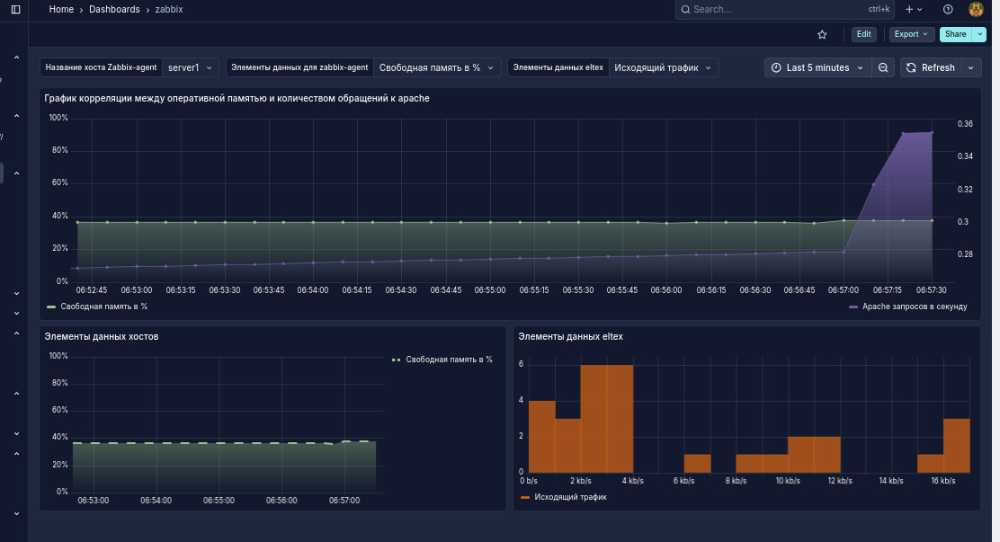 Home › Dashboards › zabbix
Search... ctrl+k
Edit Export Share
Название хоста Zabbix-agent server1 Элементы данных для zabbix-agent Свободная память в % Элементы данных eltex Исходящий трафик Last 5 minutes Refresh
График корреляции между оперативной памятью и количеством обращений к apache
100%
80%
60%
40%
20%
0%
0.36
0.34
0.32
0.3
0.28
06:52:45 06:53:00 06:53:15 06:53:30 06:53:45 06:54:00 06:54:15 06:54:30 06:54:45 06:55:00 06:55:15 06:55:30 06:55:45 06:56:00 06:56:15 06:56:30 06:56:45 06:57:00 06:57:15 06:57:30
Свободная память в % Apache запросов в секунду
Элементы данных хостов
100%
80%
60%
40%
20%
0%
06:53:00 06:54:00 06:55:00 06:56:00 06:57:00
Свободная память в %
Элементы данных eltex
6
4
2
0
0 b/s 2 kb/s 4 kb/s 6 kb/s 8 kb/s 10 kb/s 12 kb/s 14 kb/s 16 kb/s
Исходящий трафик